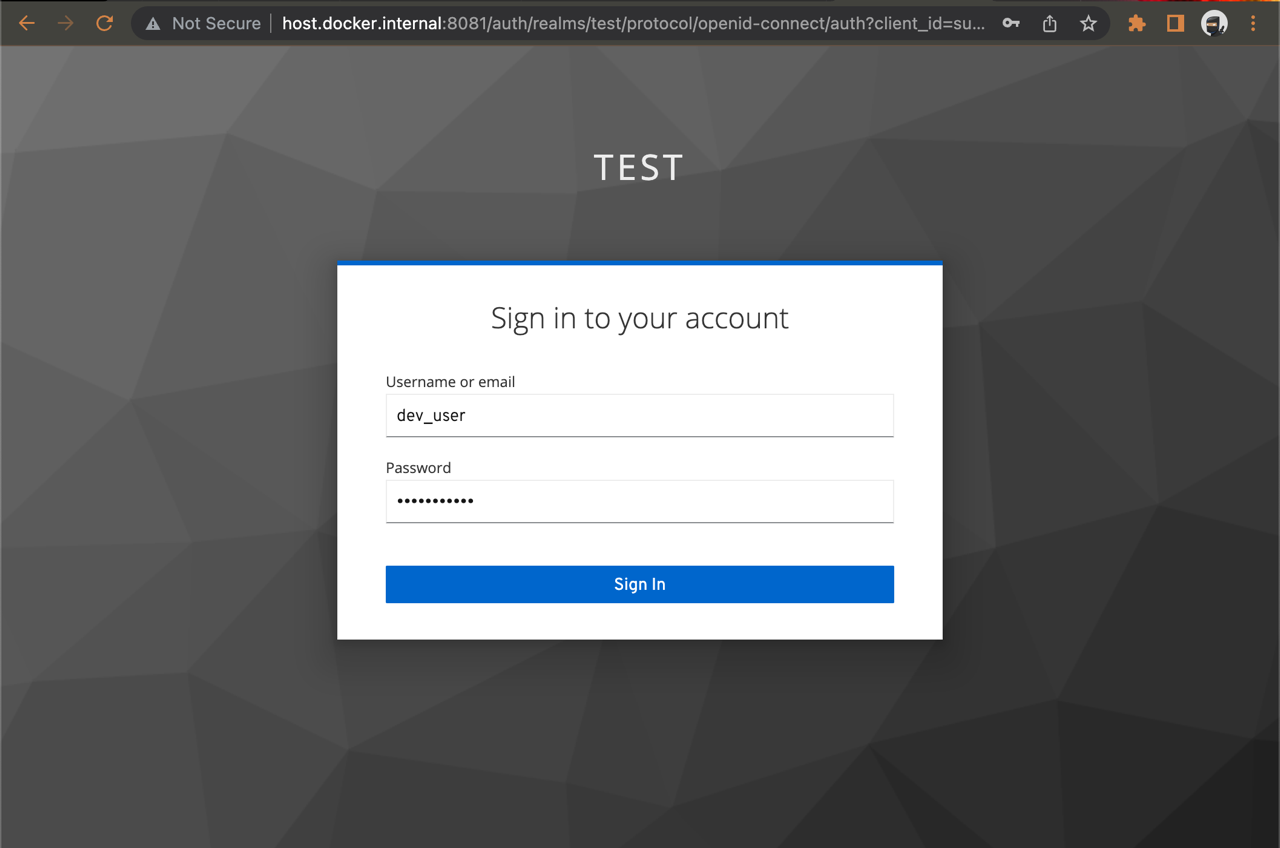 Not Secure host.docker.internal:8081/auth/realms/test/protocol/openid-connect/auth?client_id=su...
TEST
Sign in to your account
Username or email
dev_user
Password
•••••••••••
Sign In